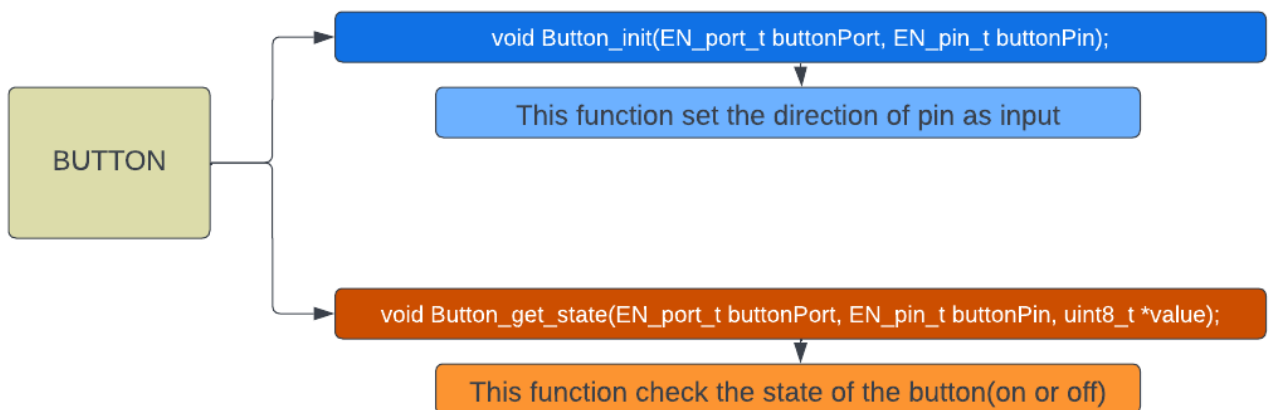 void Button_init(EN_port_t buttonPort, EN_pin_t buttonPin);
This function set the direction of pin as input
BUTTON
void Button_get_state(EN_port_t buttonPort, EN_pin_t buttonPin, uint8_t *value);
This function check the state of the button(on or off)